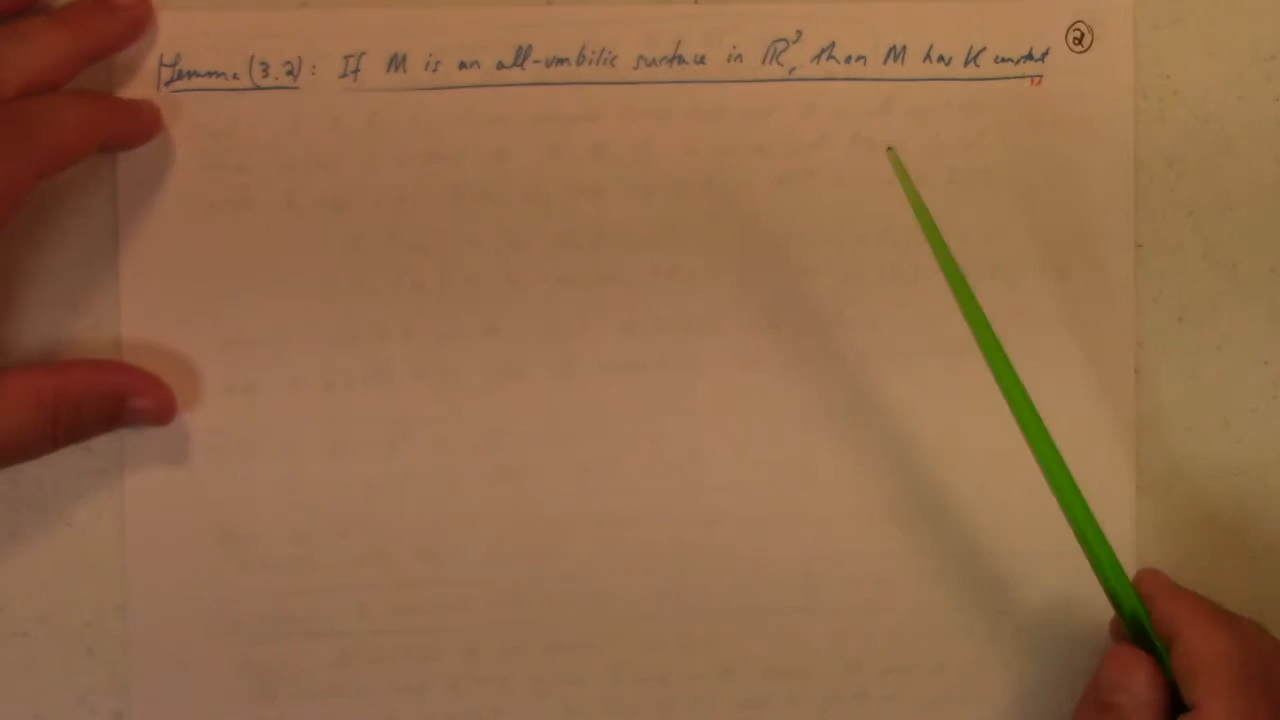 Lemma (3.2): If M is an all-umbilic surface in ℝ³, then M has K constant ②